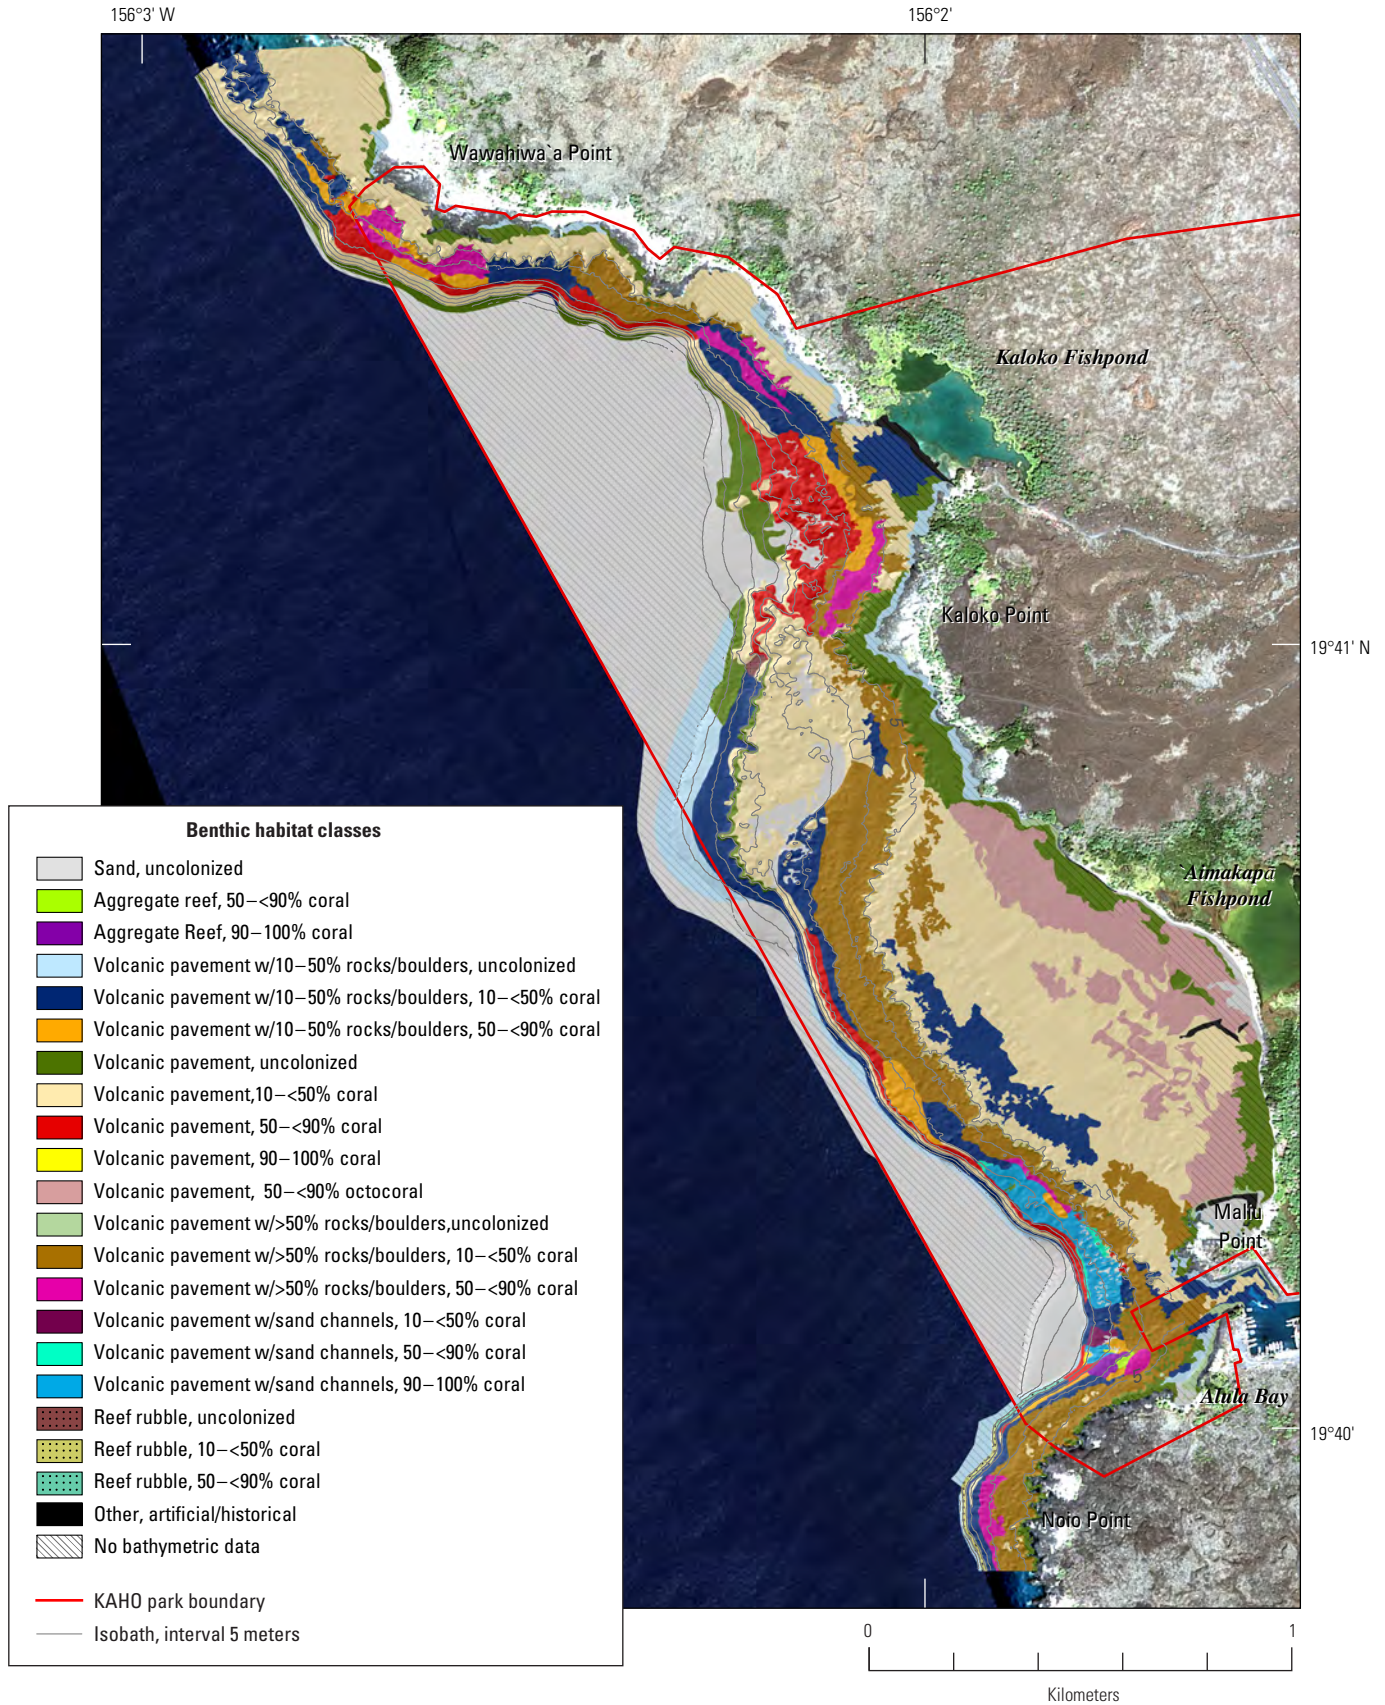 156°3' W
156°2'
Wawahiwa`a Point
Kaloko Fishpond
Kaloko Point
19°41' N
`Aimakapā
Fishpond
Maliu
Point
Alula Bay
19°40'
Noio Point
5
5
Benthic habitat classes
Sand, uncolonized
Aggregate reef, 50–<90% coral
Aggregate Reef, 90–100% coral
Volcanic pavement w/10–50% rocks/boulders, uncolonized
Volcanic pavement w/10–50% rocks/boulders, 10–<50% coral
Volcanic pavement w/10–50% rocks/boulders, 50–<90% coral
Volcanic pavement, uncolonized
Volcanic pavement,10–<50% coral
Volcanic pavement, 50–<90% coral
Volcanic pavement, 90–100% coral
Volcanic pavement, 50–<90% octocoral
Volcanic pavement w/>50% rocks/boulders,uncolonized
Volcanic pavement w/>50% rocks/boulders, 10–<50% coral
Volcanic pavement w/>50% rocks/boulders, 50–<90% coral
Volcanic pavement w/sand channels, 10–<50% coral
Volcanic pavement w/sand channels, 50–<90% coral
Volcanic pavement w/sand channels, 90–100% coral
Reef rubble, uncolonized
Reef rubble, 10–<50% coral
Reef rubble, 50–<90% coral
Other, artificial/historical
No bathymetric data
KAHO park boundary
Isobath, interval 5 meters
0 1
Kilometers